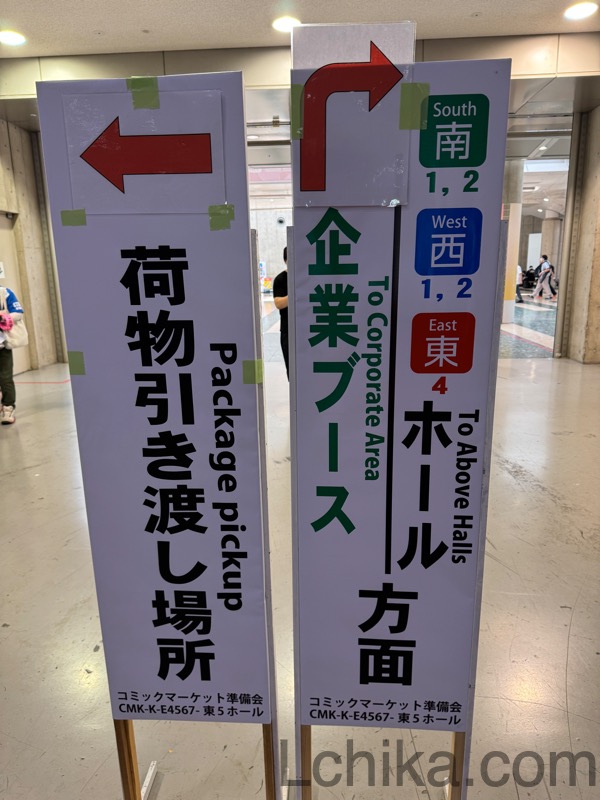 荷物引き渡し場所
Package pickup
コミックマーケット準備会
CMK-K-E4567- 東5ホール
South
南
1, 2
West
西
1, 2
East
東
4
ホール
To Above Halls
企業ブース
To Corporate Area
方面
コミックマーケット準備会
CMK-K-E4567- 東5ホール
Lchika.com